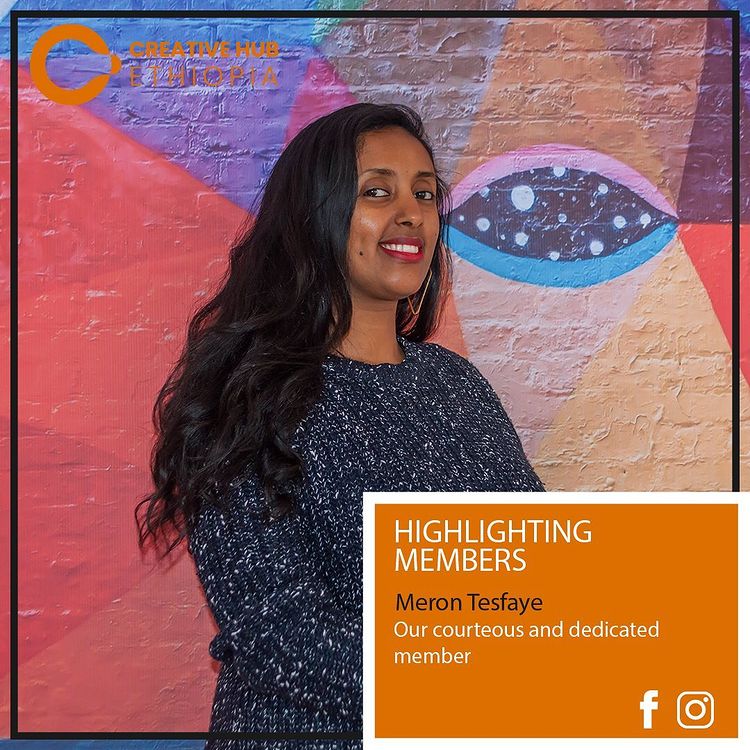 CREATIVE HUB
ETHIOPIA
HIGHLIGHTING
MEMBERS
Meron Tesfaye
Our courteous and dedicated
member